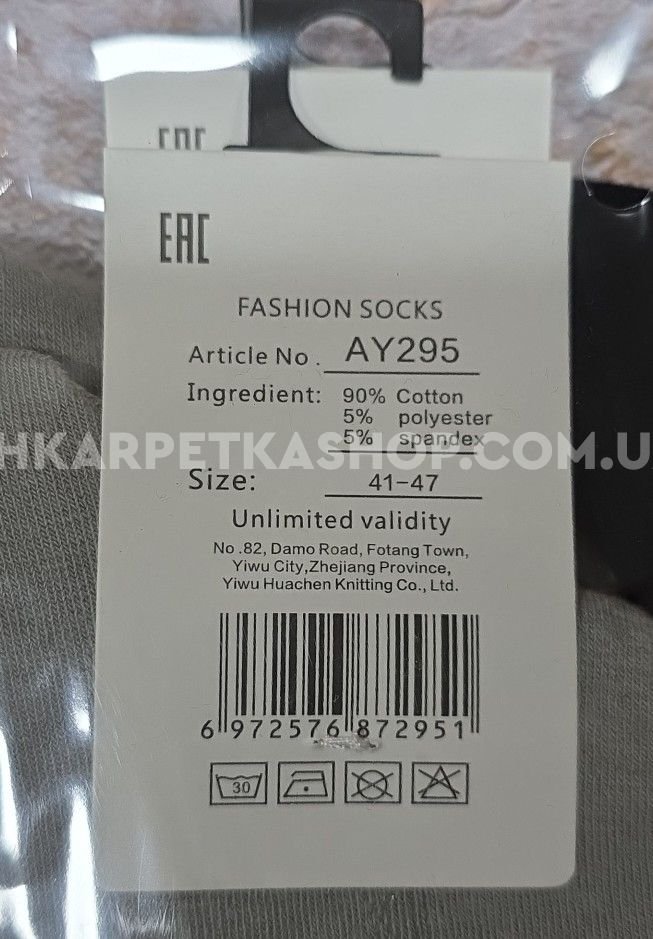 EAC
EAC
FASHION SOCKS
Article No . AY295
Ingredient: 90% Cotton
5% polyester
5% spandex
HKARPETKASHOP.COM.U
Size: 41-47
Unlimited validity
No .82, Damo Road, Fotang Town,
Yiwu City,Zhejiang Province,
Yiwu Huachen Knitting Co., Ltd.
6 972576 872951
30